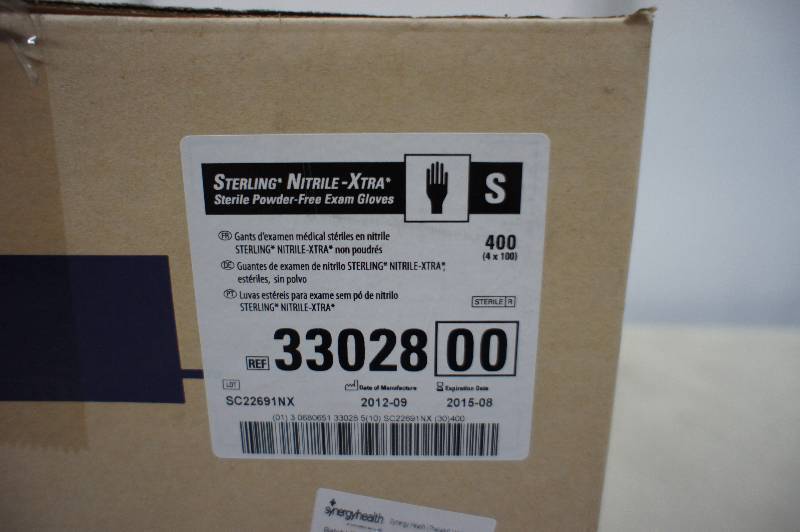 STERLING* NITRILE-XTRA*
Sterile Powder-Free Exam Gloves
S
FR Gants d'examen médical stériles en nitrile
STERLING* NITRILE-XTRA* non poudrés
400
(4 x 100)
Guantes de examen de nitrilo STERLING* NITRILE-XTRA*,
estériles, sin polvo
PT Luvas estéreis para exame sem pó de nitrilo
STERLING* NITRILE-XTRA*
STERILE R
REF 33028 00
LOT
Date of Manufacture
Expiration Date
SC22691NX
2012-09
2015-08
(01) 3 0680651 33028 5(10) SC22691NX (30)400
synergyhealth
Synergy Health